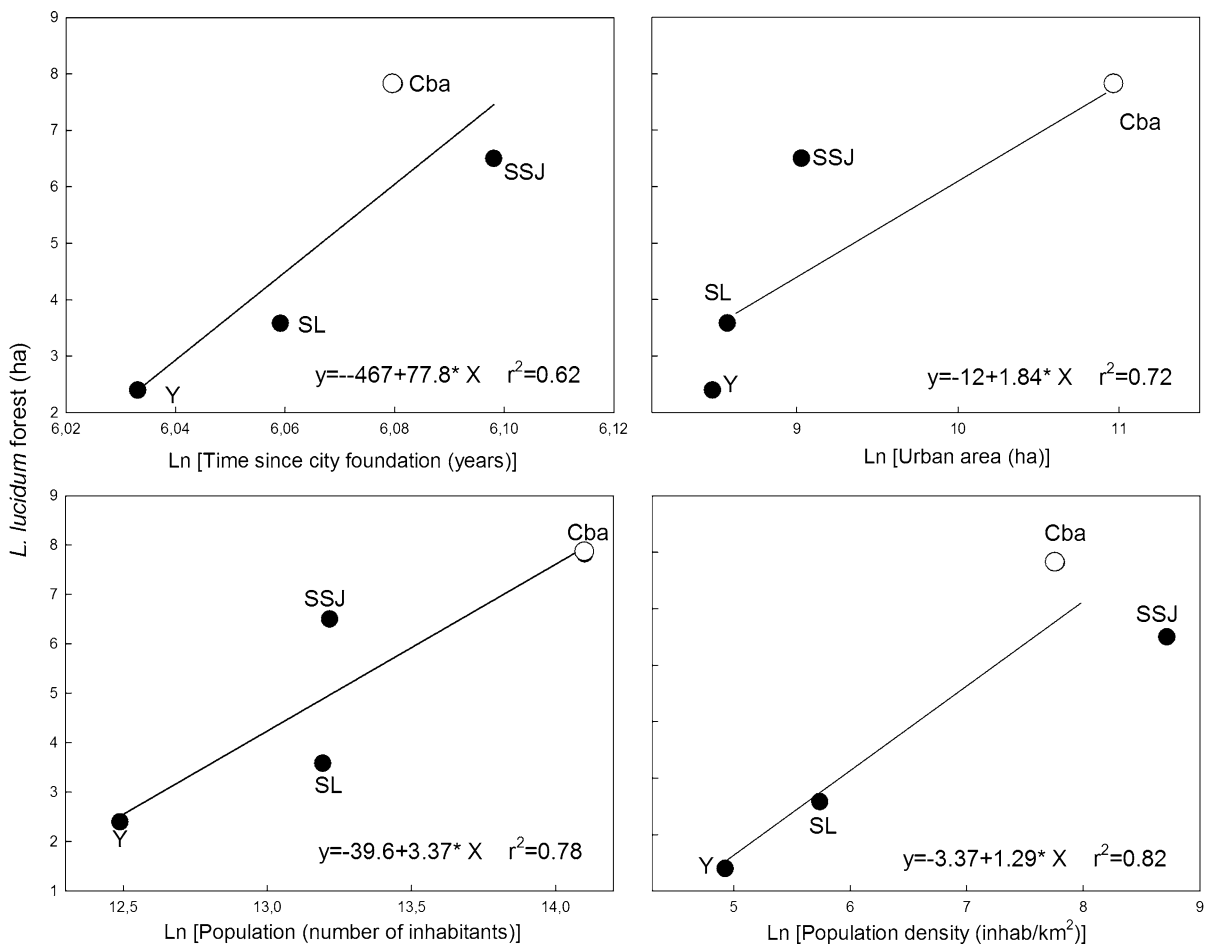 9
8
7
6
5
4
3
2
Cba
SSJ
SL
Y
y=--467+77.8* X r²=0.62
6,02 6,04 6,06 6,08 6,10 6,12
Ln [Time since city foundation (years)]
SSJ
Cba
SL
Y
y=-12+1.84* X r²=0.72
9 10 11
Ln [Urban area (ha)]
L. lucidum forest (ha)
9
8
7
6
5
4
3
2
1
Cba
SSJ
SL
Y
y=-39.6+3.37* X r²=0.78
12,5 13,0 13,5 14,0
Ln [Population (number of inhabitants)]
Cba
SSJ
SL
Y
y=-3.37+1.29* X r²=0.82
5 6 7 8 9
Ln [Population density (inhab/km²)]